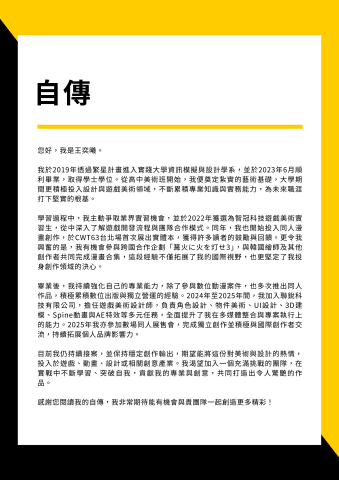 自傳
您好，我是王奕曦。
我於2019年透過繁星計畫進入實踐大學資訊模擬與設計學系，並於2023年6月順
利畢業，取得學士學位。從高中美術班開始，我便奠定紮實的藝術基礎，大學期
間更積極投入設計與遊戲美術領域，不斷累積專業知識與實務能力，為未來職涯
打下堅實的根基。
學習過程中，我主動爭取業界實習機會，並於2022年獲選為智冠科技遊戲美術實
習生，從中深入了解遊戲開發流程與團隊合作模式。同年，我也開始投入同人漫
畫創作，於CWT63台北場首次展出實體本，獲得許多讀者的鼓勵與回饋。更令我
興奮的是，我有機會參與跨國合作企劃「篝火に火を灯せ3」，與韓國繪師及其他
創作者共同完成漫畫合集，這段經驗不僅拓展了我的國際視野，也更堅定了我投
身創作領域的決心。
畢業後，我持續強化自己的專業能力，除了參與數位動漫案件，也多次推出同人
作品，積極累積數位出版與獨立營運的經驗。2024年至2025年間，我加入聯銳科
技有限公司，擔任遊戲美術設計師，負責角色設計、物件美術、UI設計、3D建
模、Spine動畫與AE特效等多元任務，全面提升了我在多媒體整合與專案執行上
的能力。2025年我亦參加數場同人展售會，完成獨立創作並積極與國際創作者交
流，持續拓展個人品牌影響力。
目前我仍持續接案，並保持穩定創作輸出，期望能將這份對美術與設計的熱情，
投入於遊戲、動畫、設計或相關創意產業。我渴望加入一個充滿挑戰的團隊，在
實戰中不斷學習、突破自我，貢獻我的專業與創意，共同打造出令人驚艷的作
品。
感謝您閱讀我的自傳，我非常期待能有機會與貴團隊一起創造更多精彩！